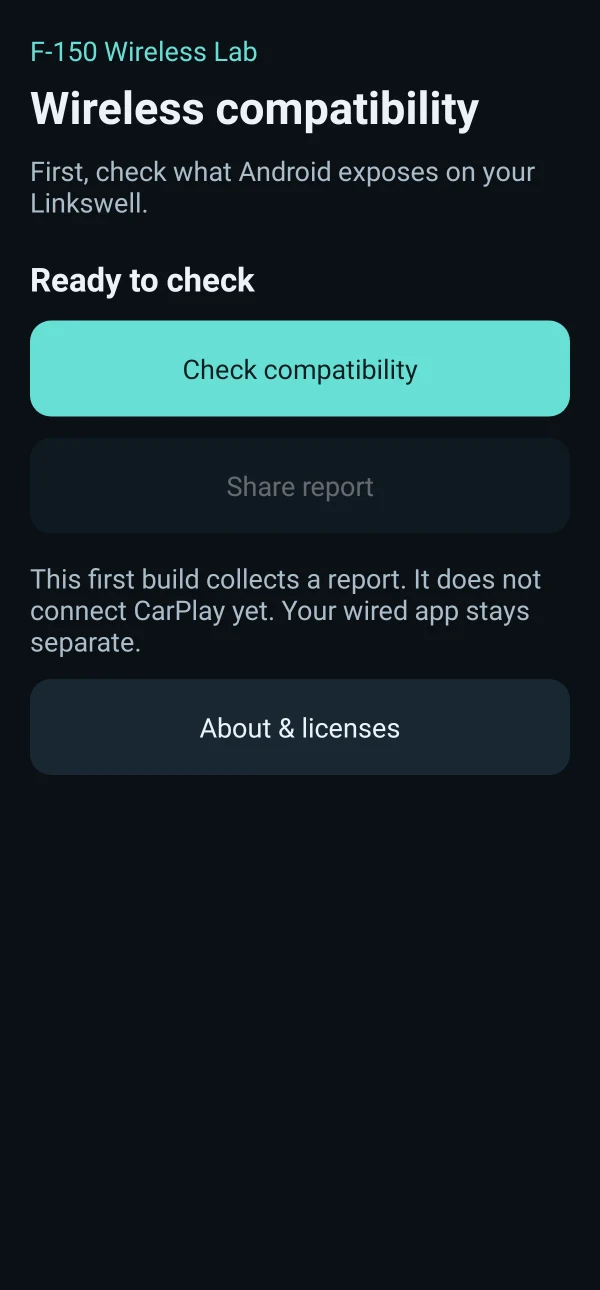 F-150 Wireless Lab
Wireless compatibility
First, check what Android exposes on your
Linkswell.
Ready to check
Check compatibility
Share report
This first build collects a report. It does not
connect CarPlay yet. Your wired app stays
separate.
About & licenses